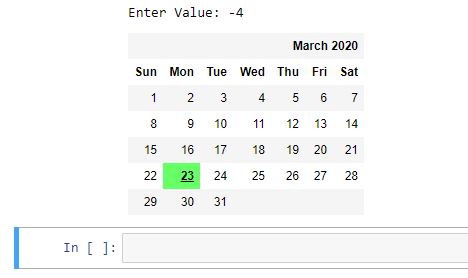 Enter Value: -4
March 2020
Sun Mon Tue Wed Thu Fri Sat
1 2 3 4 5 6 7
8 9 10 11 12 13 14
15 16 17 18 19 20 21
22 23 24 25 26 27 28
29 30 31
In [ ]: